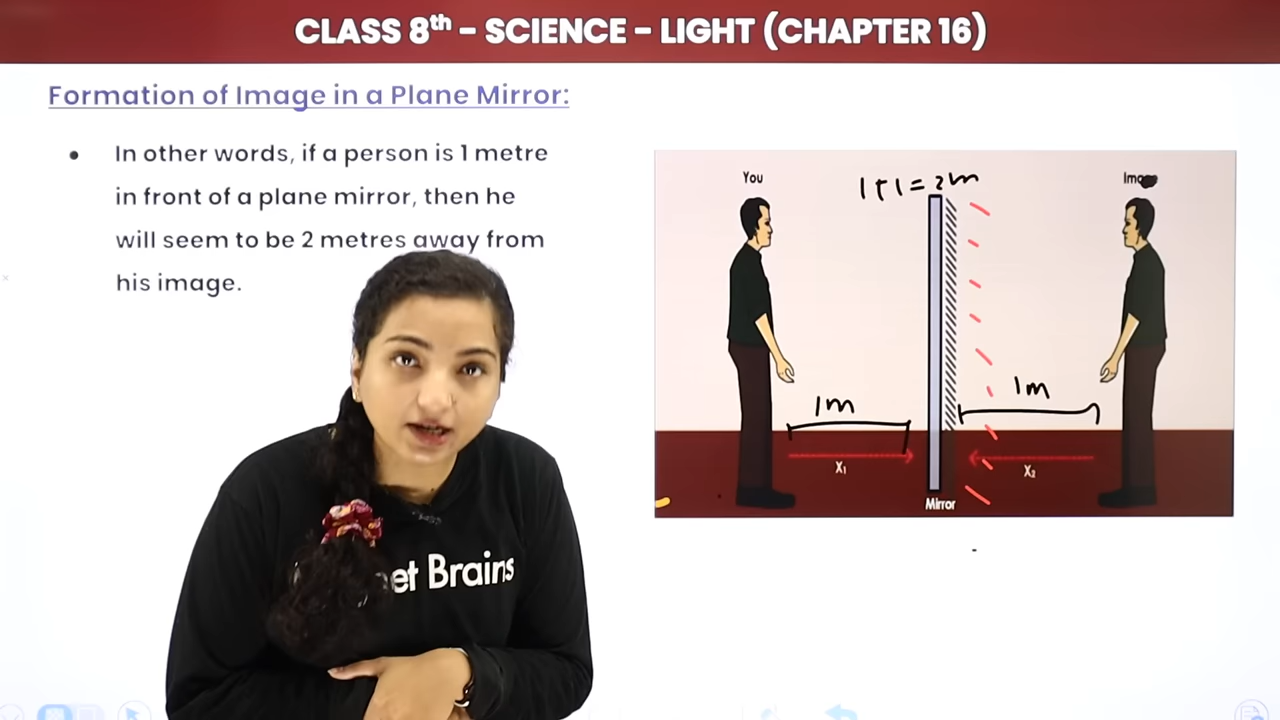 CLASS 8th - SCIENCE - LIGHT (CHAPTER 16)
Formation of Image in a Plane Mirror:
• In other words, if a person is 1 metre
in front of a plane mirror, then he
will seem to be 2 metres away from
his image.
You
1+1=2m
1m
1m
X₁
X₂
Mirror
et Brains